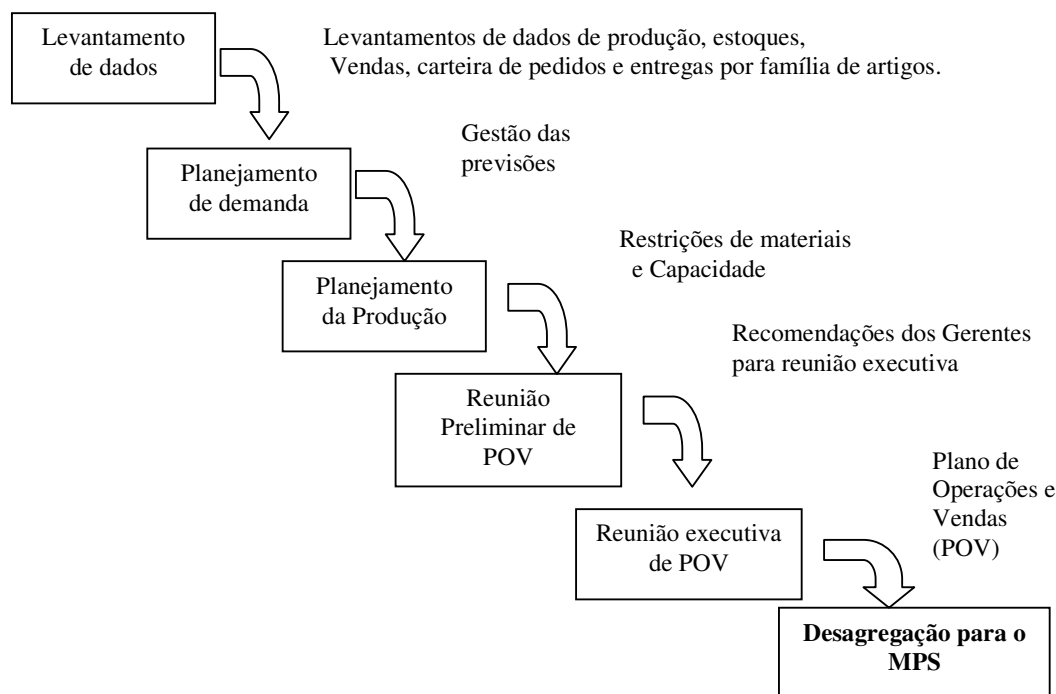 Levantamento
de dados
Levantamentos de dados de produção, estoques,
Vendas, carteira de pedidos e entregas por família de artigos.
Planejamento
de demanda
Gestão das
previsões
Planejamento
da Produção
Restrições de materiais
e Capacidade
Reunião
Preliminar de
POV
Recomendações dos Gerentes
para reunião executiva
Reunião executiva
de POV
Plano de
Operações e
Vendas
(POV)
Desagregação para o
MPS